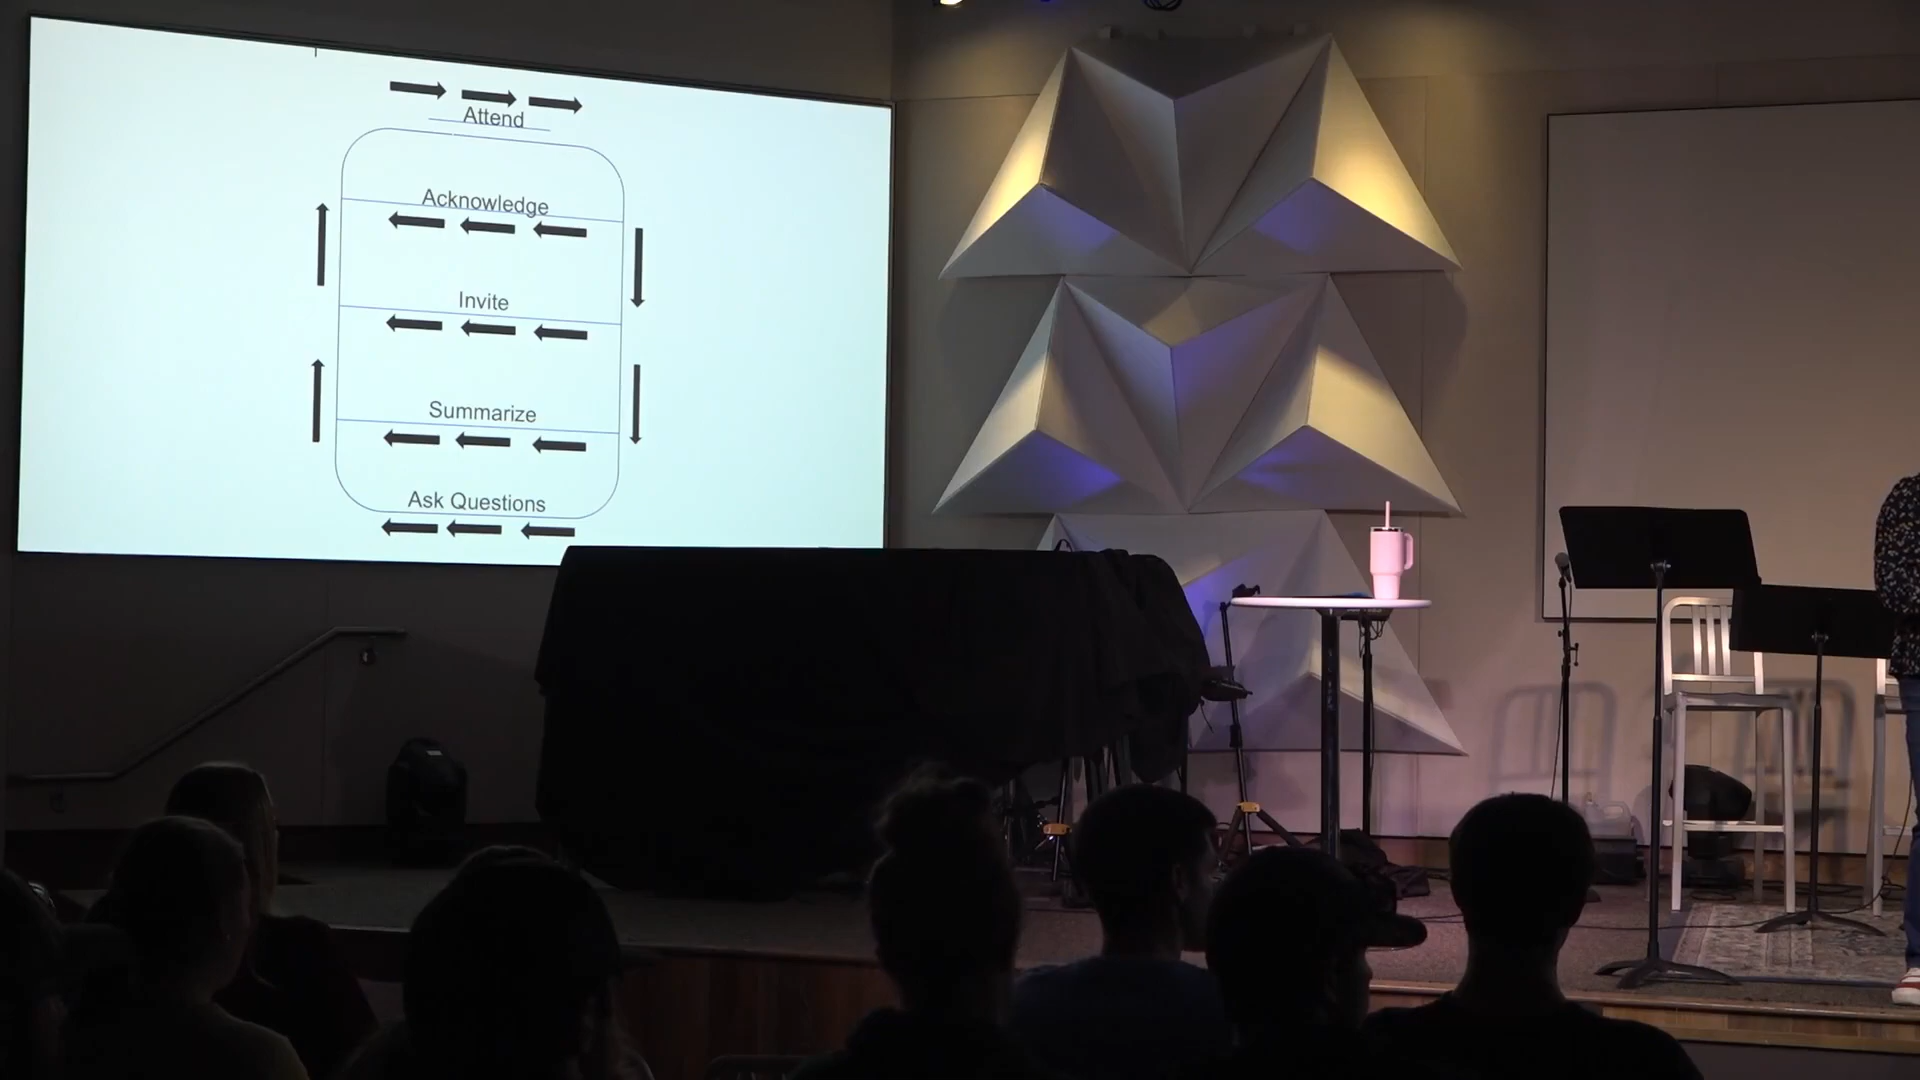 Attend
Acknowledge
Invite
Summarize
Ask Questions